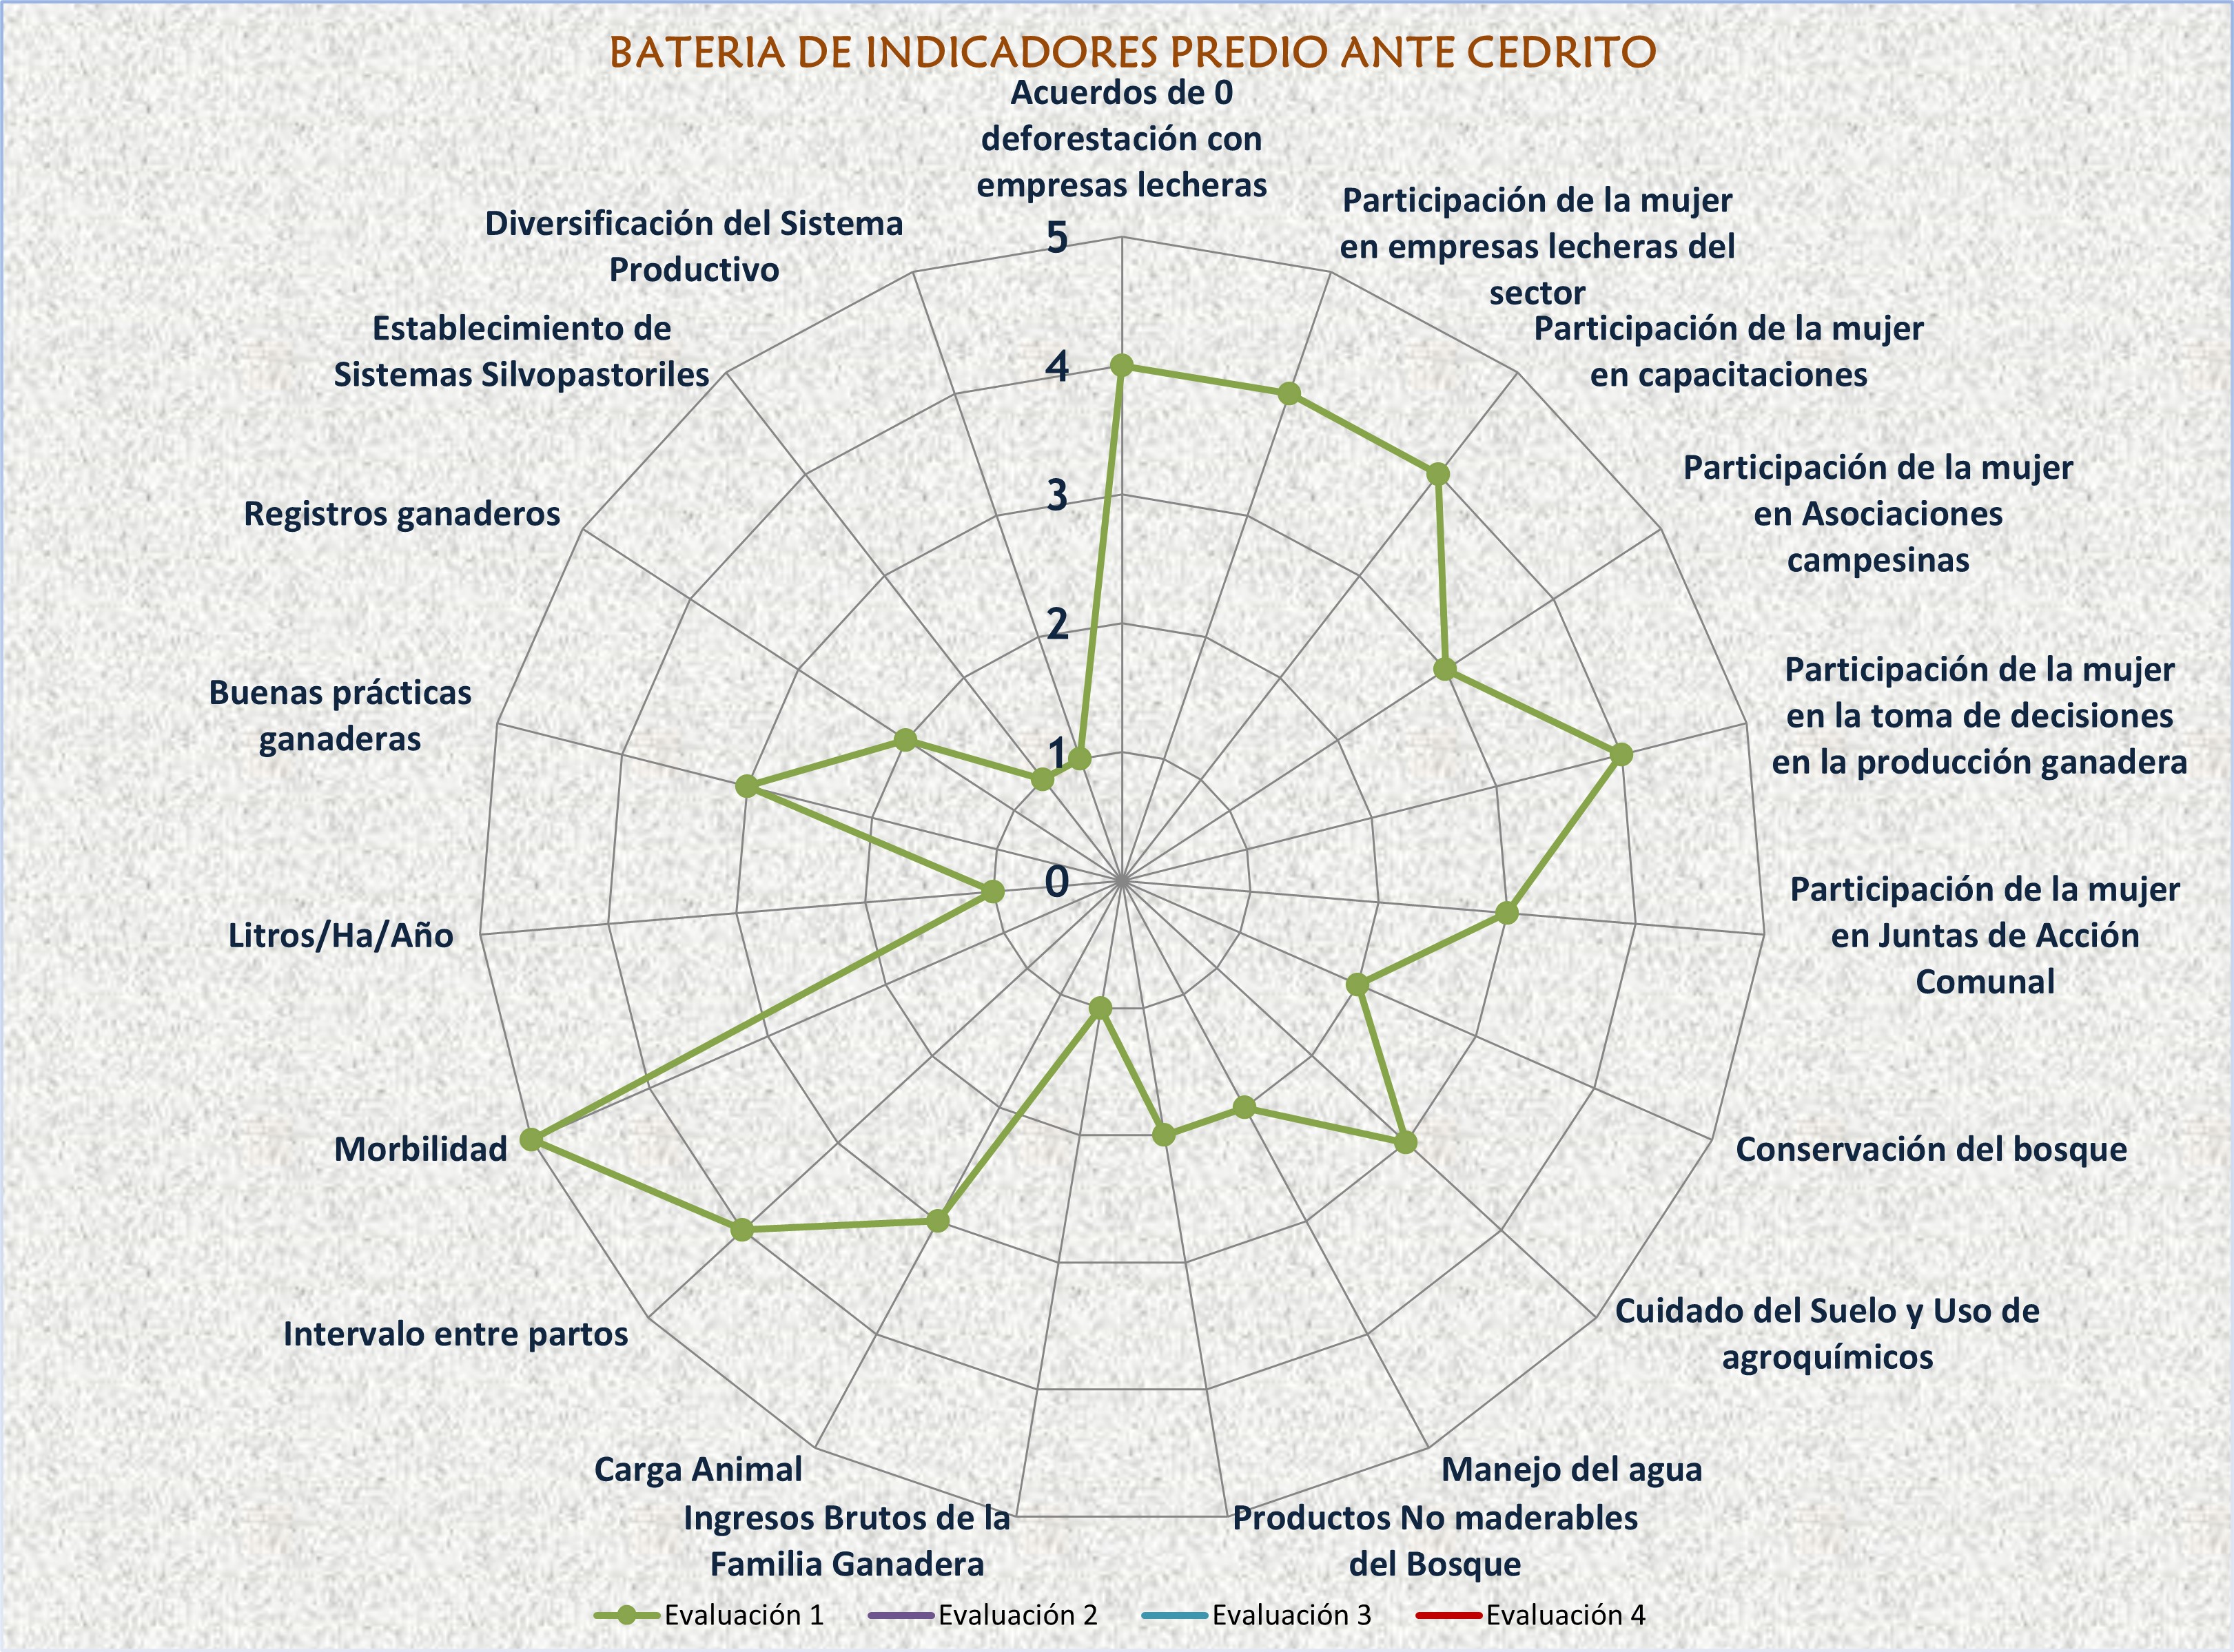 BATERIA DE INDICADORES PREDIO ANTE CEDRITO
Acuerdos de 0
deforestación con
empresas lecheras
Participación de la mujer
en empresas lecheras del
sector
Participación de la mujer
en capacitaciones
Participación de la mujer
en Asociaciones
campesinas
Participación de la mujer
en la toma de decisiones
en la producción ganadera
Participación de la mujer
en Juntas de Acción
Comunal
Conservación del bosque
Cuidado del Suelo y Uso de
agroquímicos
Manejo del agua
Productos No maderables
del Bosque
Ingresos Brutos de la
Familia Ganadera
Carga Animal
Intervalo entre partos
Morbilidad
Litros/Ha/Año
Buenas prácticas
ganaderas
Registros ganaderos
Establecimiento de
Sistemas Silvopastoriles
Diversificación del Sistema
Productivo
5
4
3
2
1
0
Evaluación 1
Evaluación 2
Evaluación 3
Evaluación 4